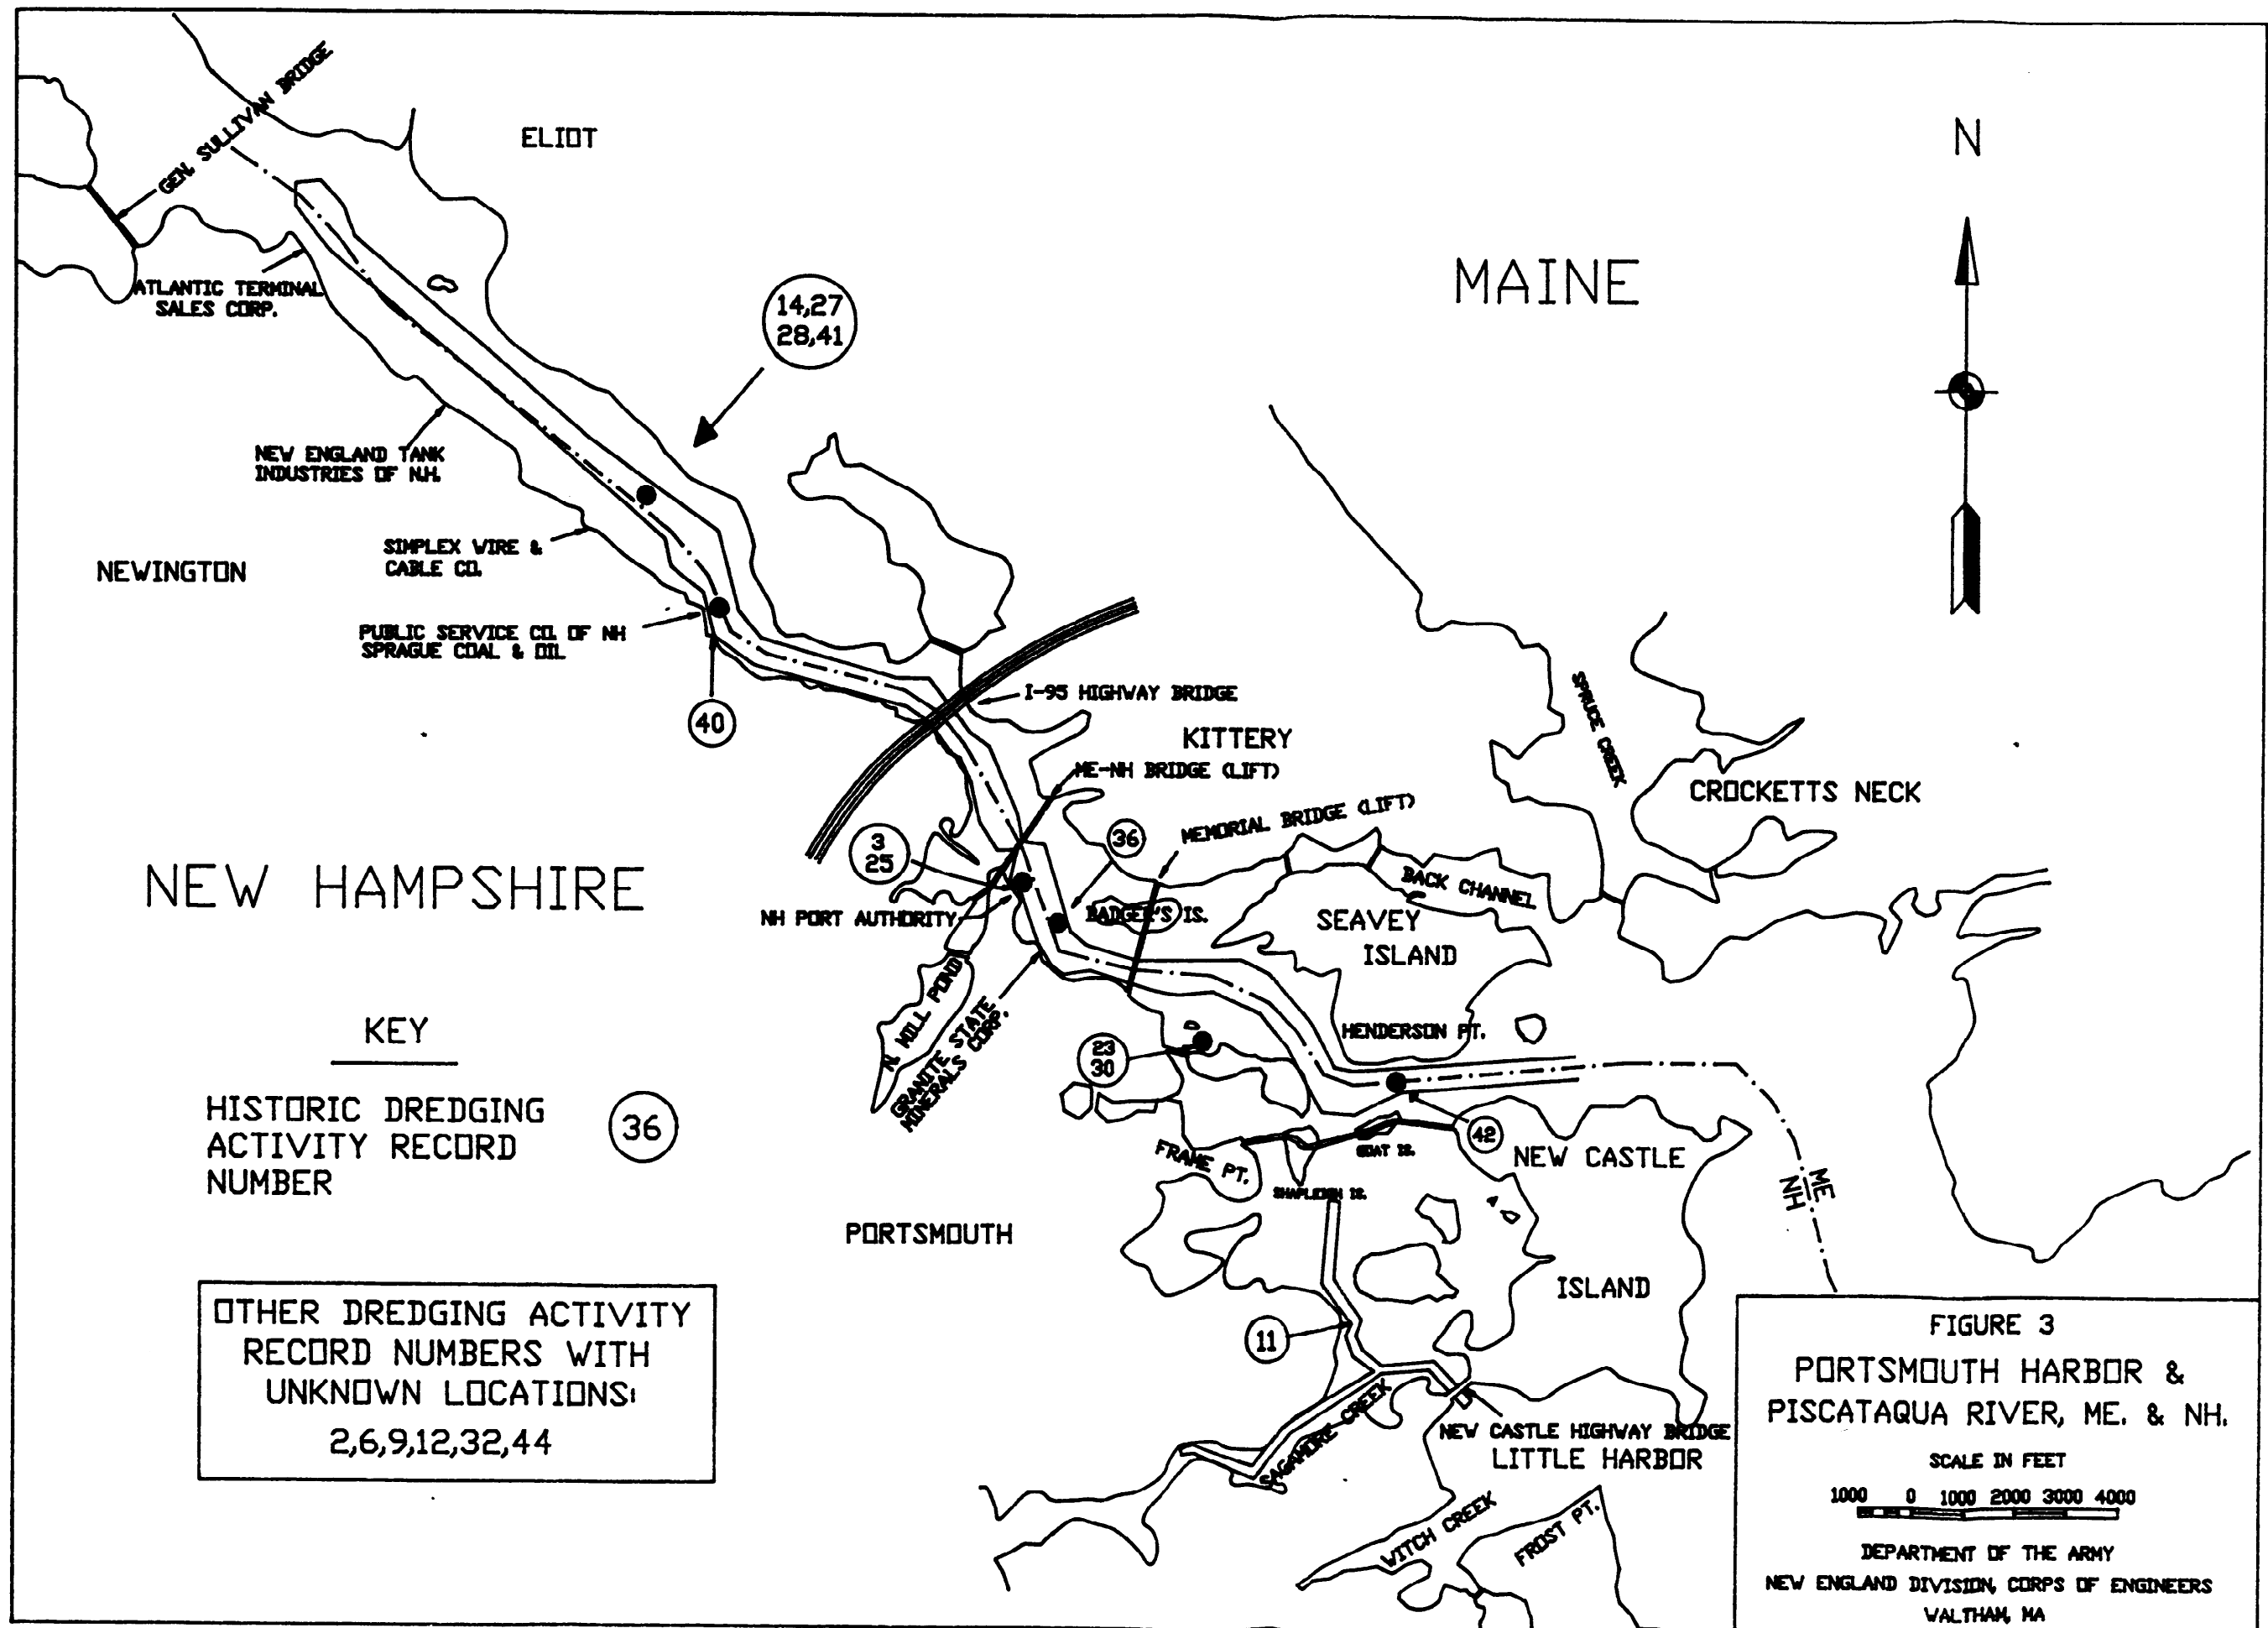 GEN. SULLIVAN BRIDGE
ELIOT
N
MAINE
ATLANTIC TERMINAL
SALES CORP.
14,27
28,41
NEW ENGLAND TANK
INDUSTRIES OF N.H.
SIMPLEX WIRE &
CABLE CO.
NEWINGTON
PUBLIC SERVICE CO. OF NH
SPRAGUE COAL & OIL
40
I-95 HIGHWAY BRIDGE
KITTERY
SPRUCE CREEK
ME-NH BRIDGE (LIFT)
CROCKETTS NECK
MEMORIAL BRIDGE (LIFT)
36
3
25
NEW HAMPSHIRE
BACK CHANNEL
NH PORT AUTHORITY
BADGER'S IS.
SEAVEY
ISLAND
N. MILL POND
GRANITE STATE
MINERALS CORP.
HENDERSON PT.
23
30
KEY
HISTORIC DREDGING
ACTIVITY RECORD
NUMBER
36
42
FRAME PT.
GOAT IS.
NEW CASTLE
SHAPLEIGH IS.
ME
NH
PORTSMOUTH
ISLAND
11
OTHER DREDGING ACTIVITY
RECORD NUMBERS WITH
UNKNOWN LOCATIONS:
2,6,9,12,32,44
SAGAMORE CREEK
NEW CASTLE HIGHWAY BRIDGE
LITTLE HARBOR
WITCH CREEK
FROST PT.
FIGURE 3
PORTSMOUTH HARBOR &
PISCATAQUA RIVER, ME. & NH.
SCALE IN FEET
1000 0 1000 2000 3000 4000
DEPARTMENT OF THE ARMY
NEW ENGLAND DIVISION, CORPS OF ENGINEERS
WALTHAM, MA